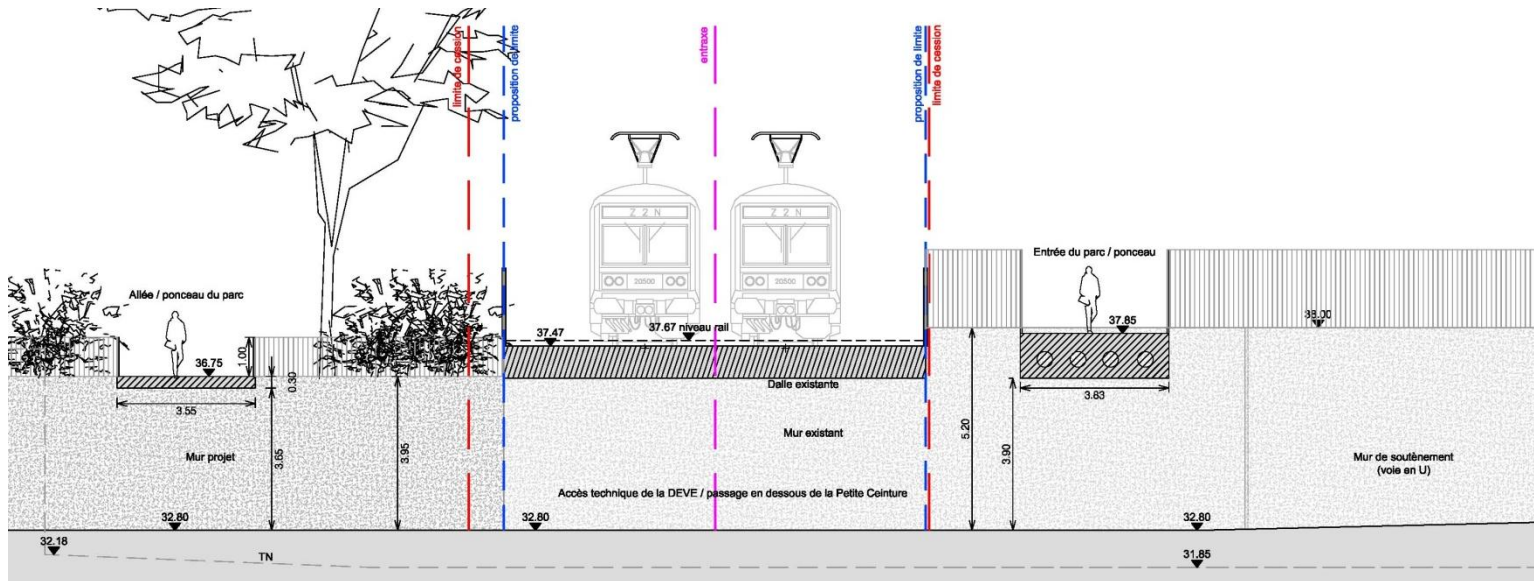 limite de cession
proposition de limite
entraxe
proposition de limite
limite de cession
Z 2 N
Z 2 N
20500
20500
Allée / ponceau du parc
Entrée du parc / ponceau
37.47
37.67 niveau rail
37.85
38.00
36.75
1.00
0.30
3.55
Dalle existante
3.83
Mur projet
3.65
3.95
Mur existant
5.20
3.90
Mur de soutènement
(voie en U)
Accès technique de la DEVE / passage en dessous de la Petite Ceinture
32.80
32.80
32.80
32.18
TN
31.85